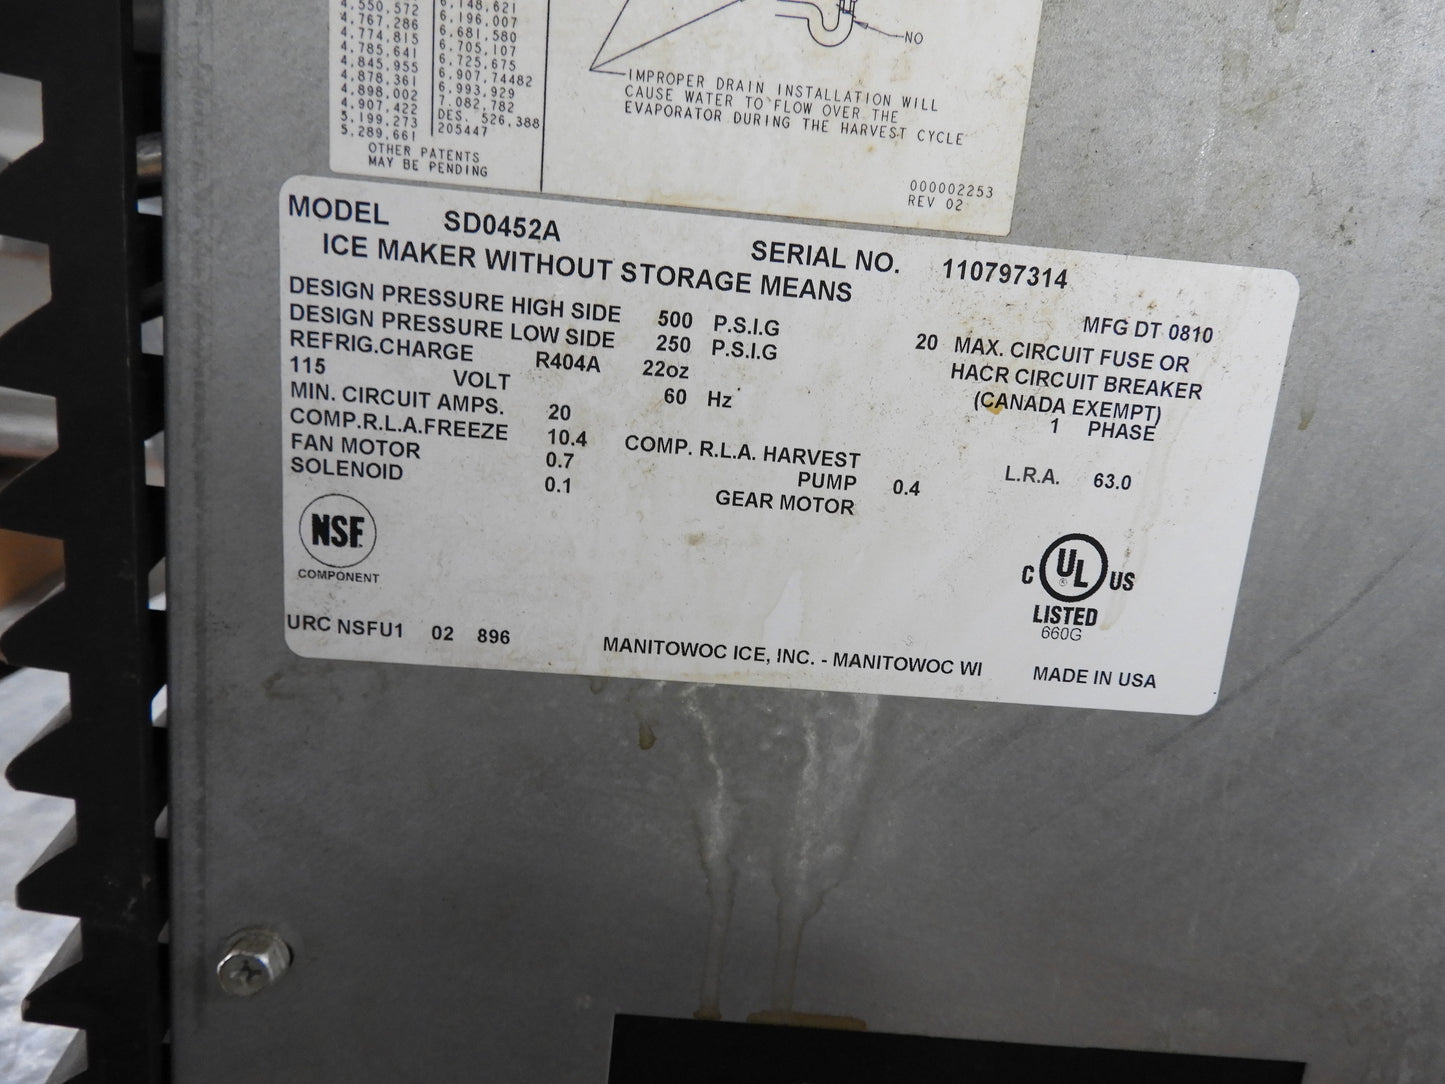 4,550,572
4,767,286
4,774,815
4,785,641
4,845,955
4,878,361
4,898,002
4,907,422
5,199,273
5,289,661
6,148,621
6,196,007
6,681,580
6,705,107
6,725,675
6,907,74482
6,993,929
7,082,782
DES. 526,388
205447
OTHER PATENTS
MAY BE PENDING
NO
IMPROPER DRAIN INSTALLATION WILL
CAUSE WATER TO FLOW OVER THE
EVAPORATOR DURING THE HARVEST CYCLE
000002253
REV 02
MODEL SD0452A SERIAL NO. 110797314
ICE MAKER WITHOUT STORAGE MEANS
MFG DT 0810
DESIGN PRESSURE HIGH SIDE 500 P.S.I.G
DESIGN PRESSURE LOW SIDE 250 P.S.I.G
20 MAX. CIRCUIT FUSE OR
HACR CIRCUIT BREAKER
(CANADA EXEMPT)
REFRIG.CHARGE R404A 22oz
115 VOLT 60 Hz 1 PHASE
MIN. CIRCUIT AMPS. 20
COMP.R.L.A.FREEZE 10.4 COMP. R.L.A. HARVEST L.R.A. 63.0
FAN MOTOR 0.7 PUMP 0.4
SOLENOID 0.1 GEAR MOTOR
NSF
COMPONENT
C UL US
®
LISTED
660G
URC NSFU1 02 896
MANITOWOC ICE, INC. - MANITOWOC WI
MADE IN USA